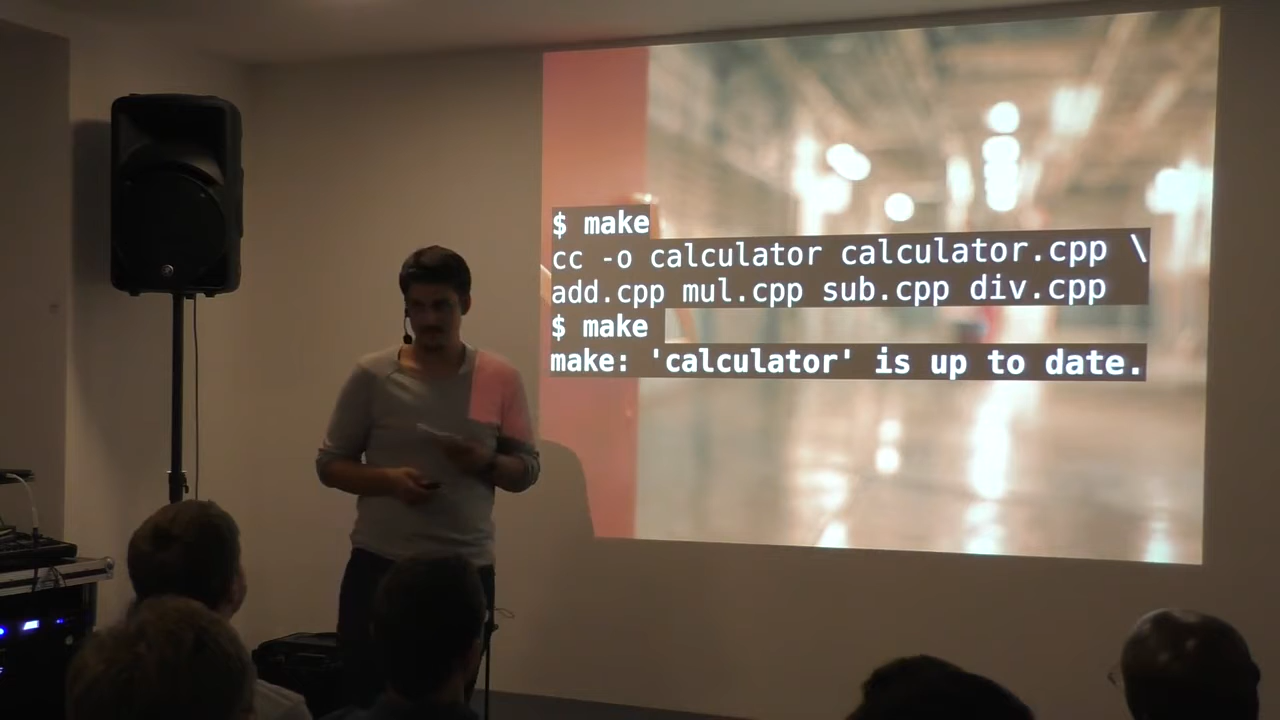 $ make
cc -o calculator calculator.cpp \
add.cpp mul.cpp sub.cpp div.cpp
$ make
make: 'calculator' is up to date.